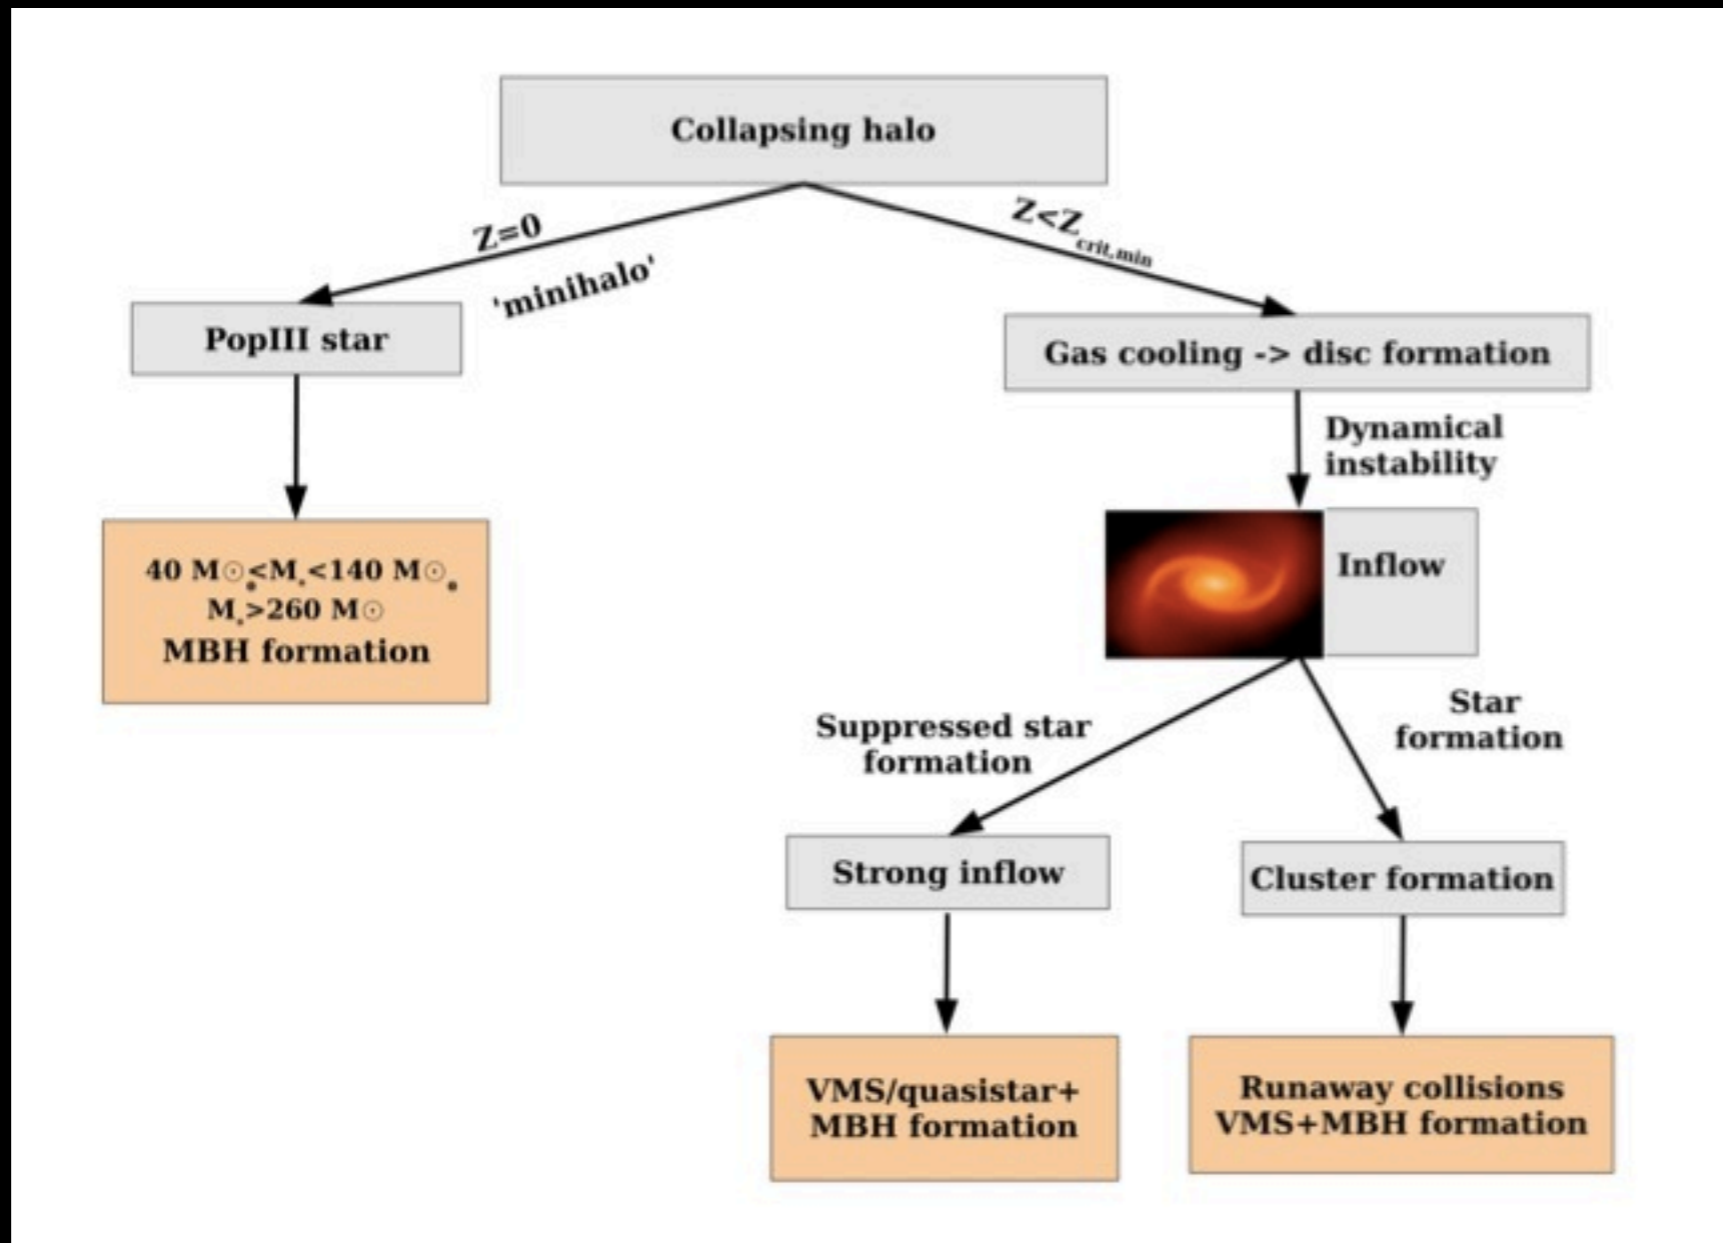 Collapsing halo
Z=0
Z<Z crit,min
'minihalo'
PopIII star
Gas cooling -> disc formation
Dynamical
instability
40 M☉<M*<140 M☉
M*>260 M☉
MBH formation
Inflow
Suppressed star
formation
Star
formation
Strong inflow
Cluster formation
VMS/quasistar+
MBH formation
Runaway collisions
VMS+MBH formation